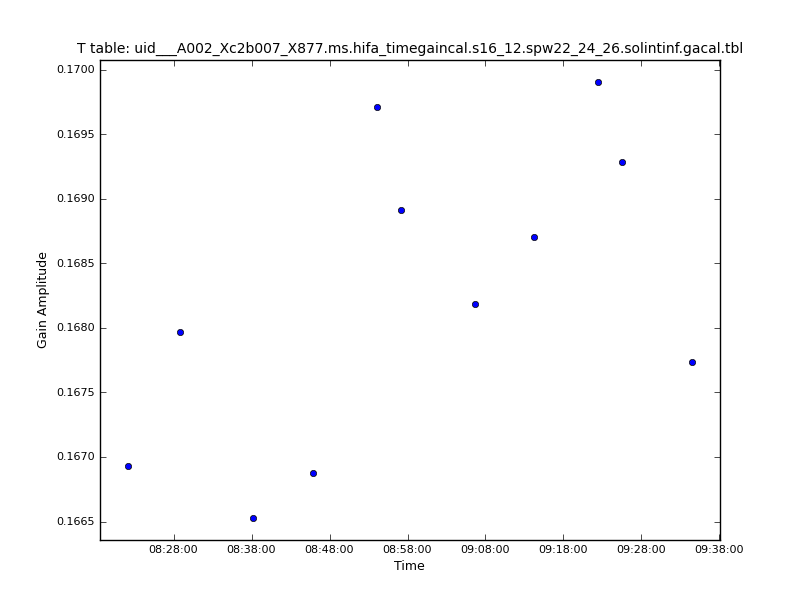 T table: uid___A002_Xc2b007_X877.ms.hifa_timegaincal.s16_12.spw22_24_26.solintinf.gacal.tbl
0.1700
0.1695
0.1690
0.1685
0.1680
0.1675
0.1670
0.1665
Gain Amplitude
08:28:00 08:38:00 08:48:00 08:58:00 09:08:00 09:18:00 09:28:00 09:38:00
Time